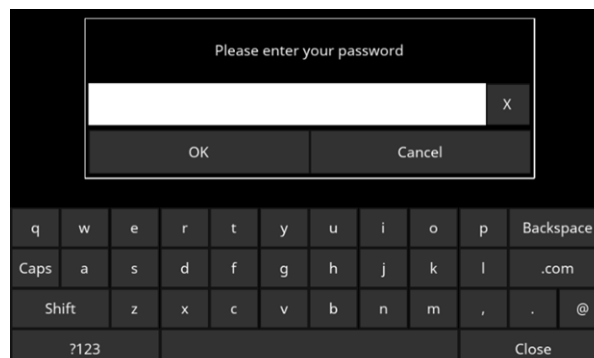 Please enter your password
X
OK Cancel
q w e r t y u i o p Backspace
Caps a s d f g h j k l .com
Shift z x c v b n m , . @
?123 Close